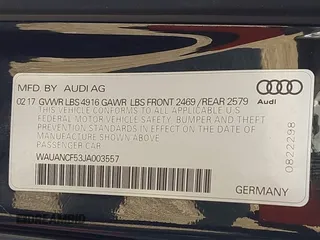 MFD. BY AUDI AG
02 17 GVWR LBS 4916 GAWR LBS FRONT 2469 /REAR 2579
THIS VEHICLE CONFORMS TO ALL APPLICABLE U.S.
FEDERAL MOTOR VEHICLE SAFETY, BUMPER AND THEFT
PREVENTION STANDARDS IN EFFECT ON THE DATE
OF MANUFACTURE SHOWN ABOVE.
PASSENGER CAR
WAUANCF53JA003557
GERMANY
Audi
0822298